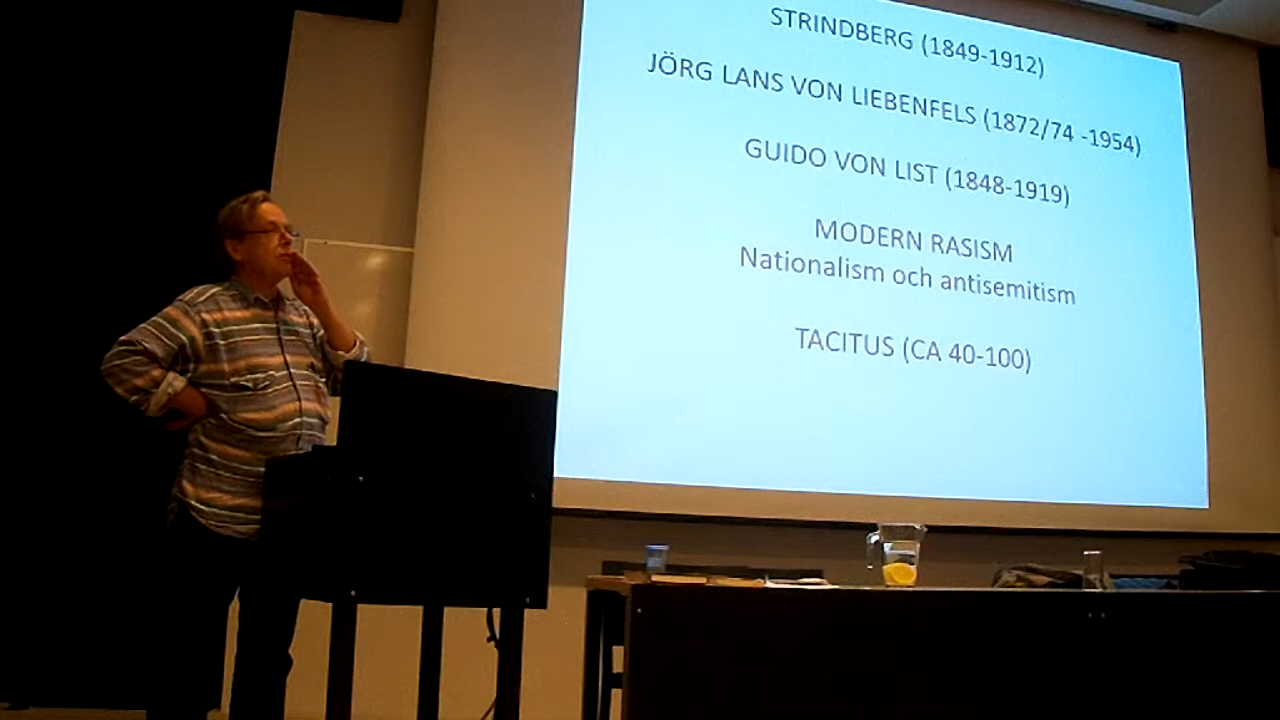 STRINDBERG (1849-1912)
JÖRG LANS VON LIEBENFELS (1872/74 -1954)
GUIDO VON LIST (1848-1919)
MODERN RASISM
Nationalism och antisemitism
TACITUS (CA 40-100)